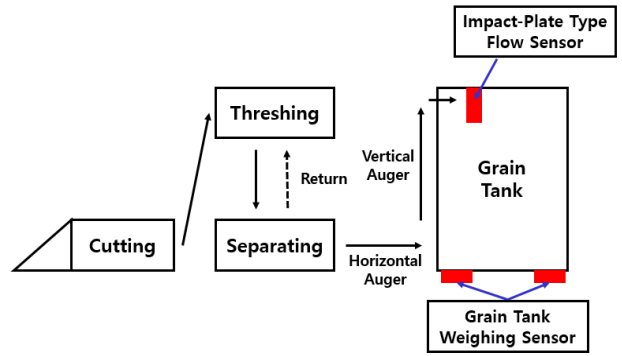 Impact-Plate Type
Flow Sensor
Threshing
Vertical
Auger
Grain
Tank
Return
Cutting
Separating
Horizontal
Auger
Grain Tank
Weighing Sensor